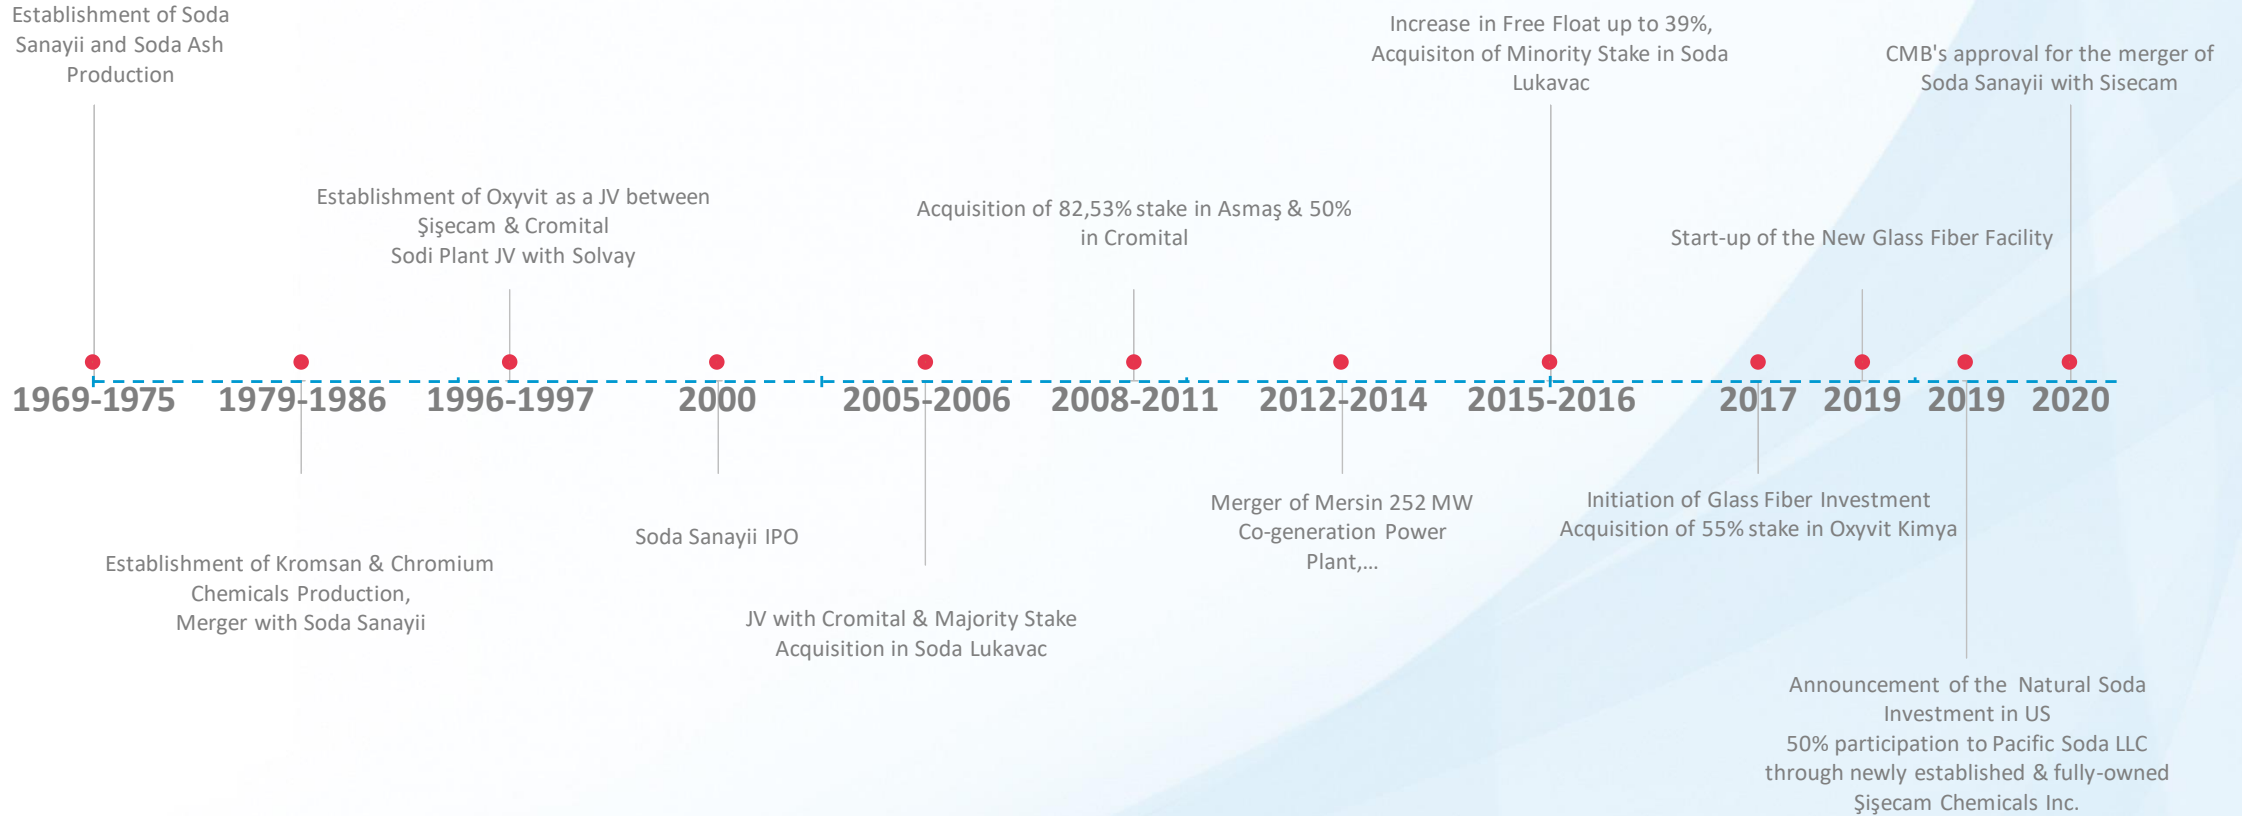 Establishment of Soda
Sanayii and Soda Ash
Production
Increase in Free Float up to 39%,
Acquisiton of Minority Stake in Soda
Lukavac
CMB's approval for the merger of
Soda Sanayii with Sisecam
Establishment of Oxyvit as a JV between
Şişecam & Cromital
Sodi Plant JV with Solvay
Acquisition of 82,53% stake in Asmaş & 50%
in Cromital
Start-up of the New Glass Fiber Facility
1969-1975 1979-1986 1996-1997 2000 2005-2006 2008-2011 2012-2014 2015-2016 2017 2019 2019 2020
Establishment of Kromsan & Chromium
Chemicals Production,
Merger with Soda Sanayii
Soda Sanayii IPO
JV with Cromital & Majority Stake
Acquisition in Soda Lukavac
Merger of Mersin 252 MW
Co-generation Power
Plant,...
Initiation of Glass Fiber Investment
Acquisition of 55% stake in Oxyvit Kimya
Announcement of the Natural Soda
Investment in US
50% participation to Pacific Soda LLC
through newly established & fully-owned
Şişecam Chemicals Inc.